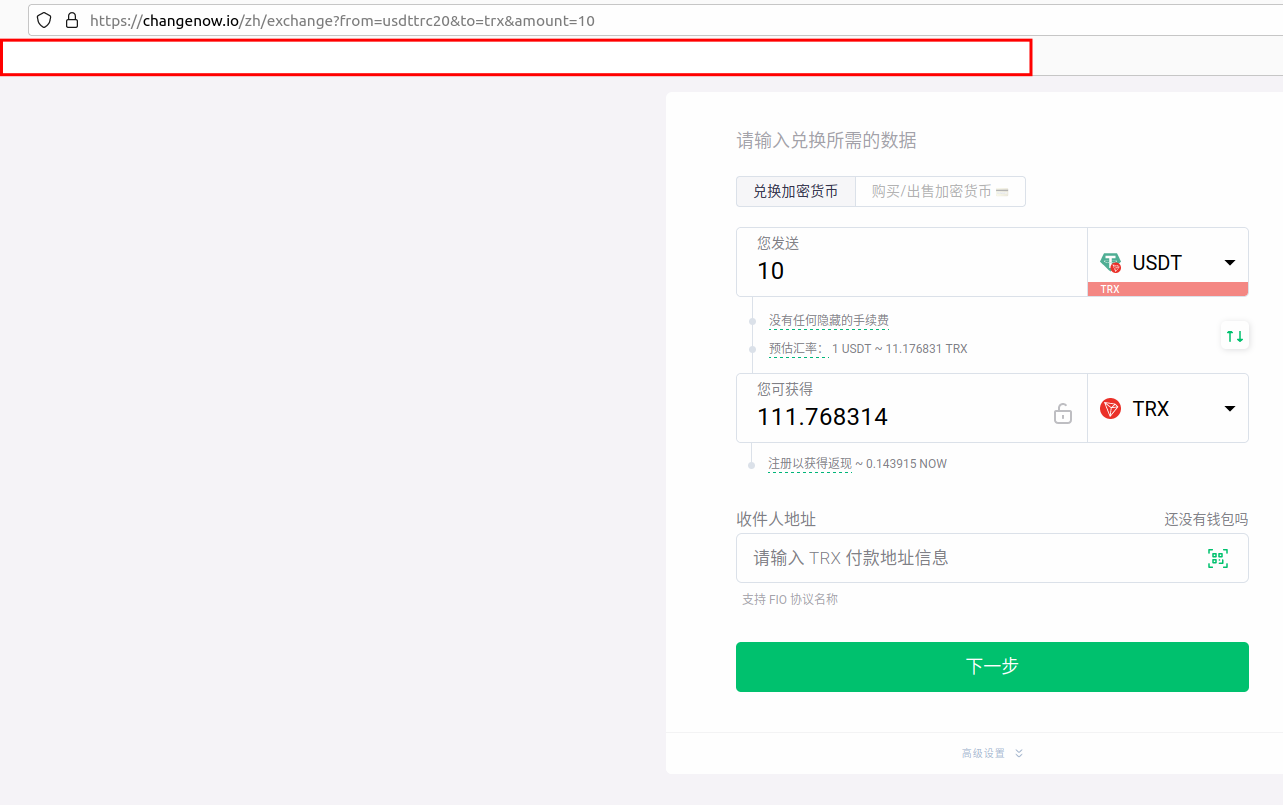 https://changenow.io/zh/exchange?from=usdttrc20&to=trx&amount=10
请输入兑换所需的数据
兑换加密货币 购买/出售加密货币
您发送
10
USDT
TRX
没有任何隐藏的手续费
预估汇率： 1 USDT ~ 11.176831 TRX
您可获得
111.768314
TRX
注册以获得返现 ~ 0.143915 NOW
收件人地址 还没有钱包吗
请输入 TRX 付款地址信息
支持 FIO 协议名称
下一步
高级设置